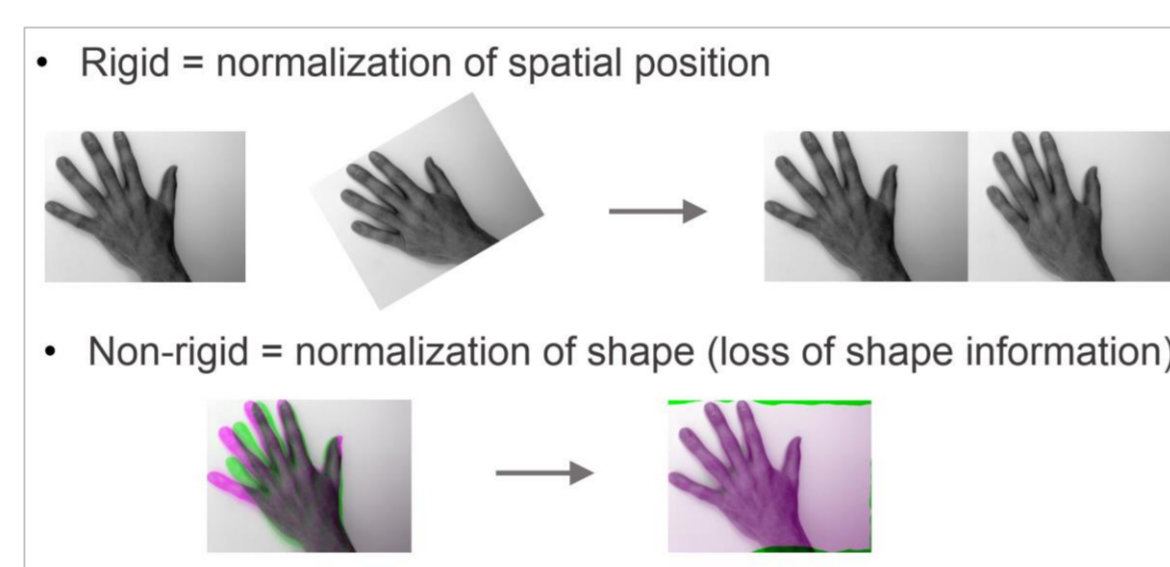 • Rigid = normalization of spatial position
• Non-rigid = normalization of shape (loss of shape information)